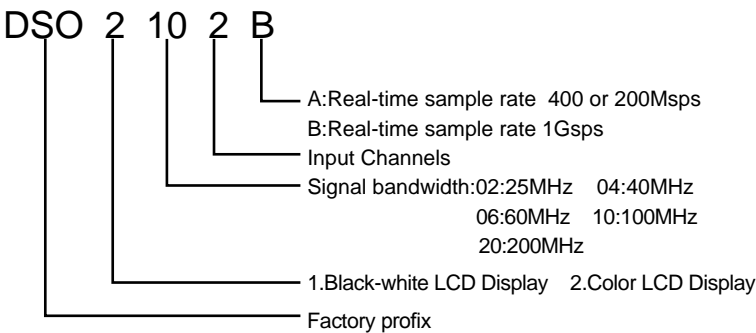 DSO 2 10 2 B
A:Real-time sample rate 400 or 200Msps
B:Real-time sample rate 1Gsps
Input Channels
Signal bandwidth:02:25MHz 04:40MHz
06:60MHz 10:100MHz
20:200MHz
1.Black-white LCD Display 2.Color LCD Display
Factory profix